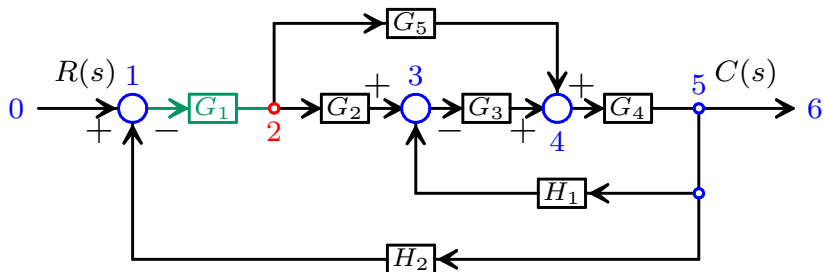 G₅
R(s) 1 3 5 C(s)
+ +
0 G₁ G₂ G₃ G₄ 6
+ − − +
2 4
H₁
H₂